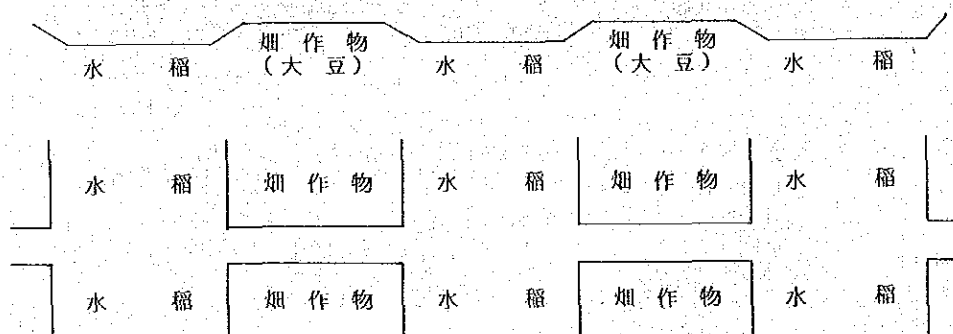 水 稲 畑 作 物 水 稲 畑 作 物 水 稲
(大 豆) (大 豆)
水 稲 畑 作 物 水 稲 畑 作 物 水 稲
水 稲 畑 作 物 水 稲 畑 作 物 水 稲